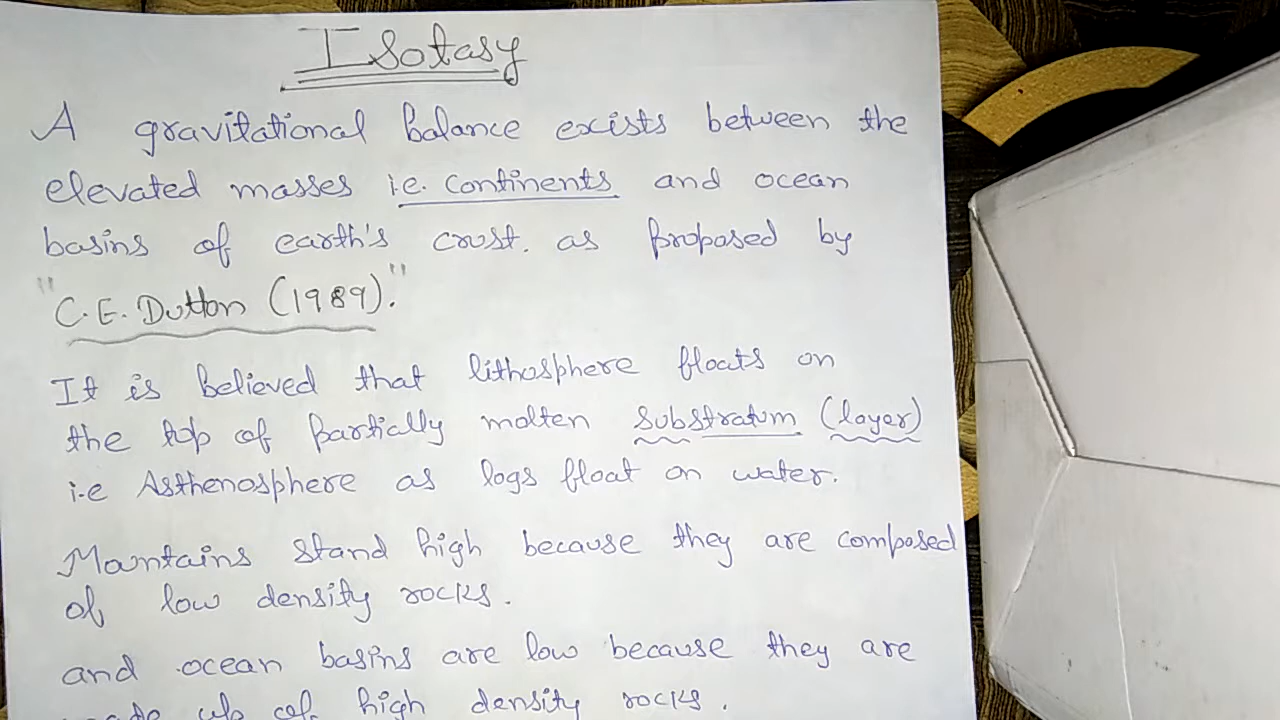 Isotasy
A gravitational balance exists between the
elevated masses i.e. continents and ocean
basins of earth's crust. as proposed by
"C.E. Dutton (1989)."
It is believed that lithosphere floats on
the top of partially molten substratum (layer)
i.e Asthenosphere as logs float on water.
Mountains stand high because they are composed
of low density rocks.
and ocean basins are low because they are
made up of high density rocks.